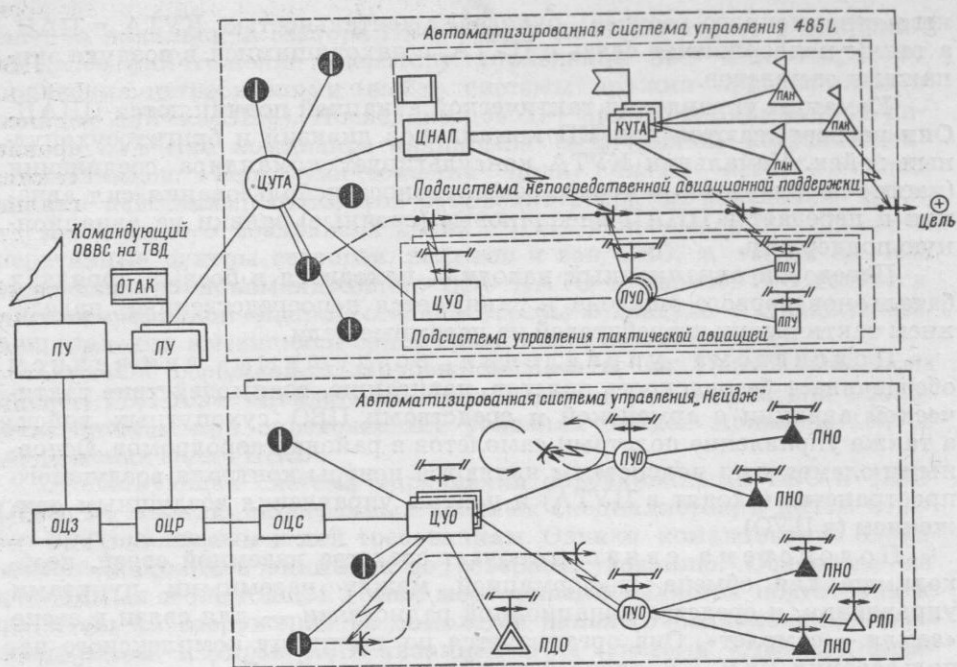 Автоматизированная система управления 485L
ЦНАП
КУТА
ПАН
ПАН
ПАН
ПАН
ЦУТА
Подсистема непосредственной авиационной поддержки
Цель
Командующий
ОВВС на ТВД
ОТАК
ПУ
ПУ
ЦУО
ПУО
ППУ
ППУ
Подсистема управления тактической авиацией
Автоматизированная система управления „Нейдж"
ПУО
ПНО
ПНО
ОЦЗ
ОЦР
ОЦС
ЦУО
ПНО
ПУО
РЛП
ПДО
ПНО